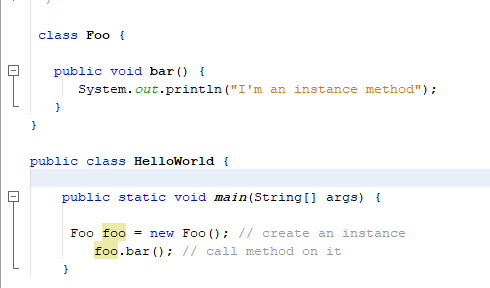 class Foo {
public void bar() {
System.out.println("I'm an instance method");
}
}
public class HelloWorld {
public static void main(String[] args) {
Foo foo = new Foo(); // create an instance
foo.bar(); // call method on it
}